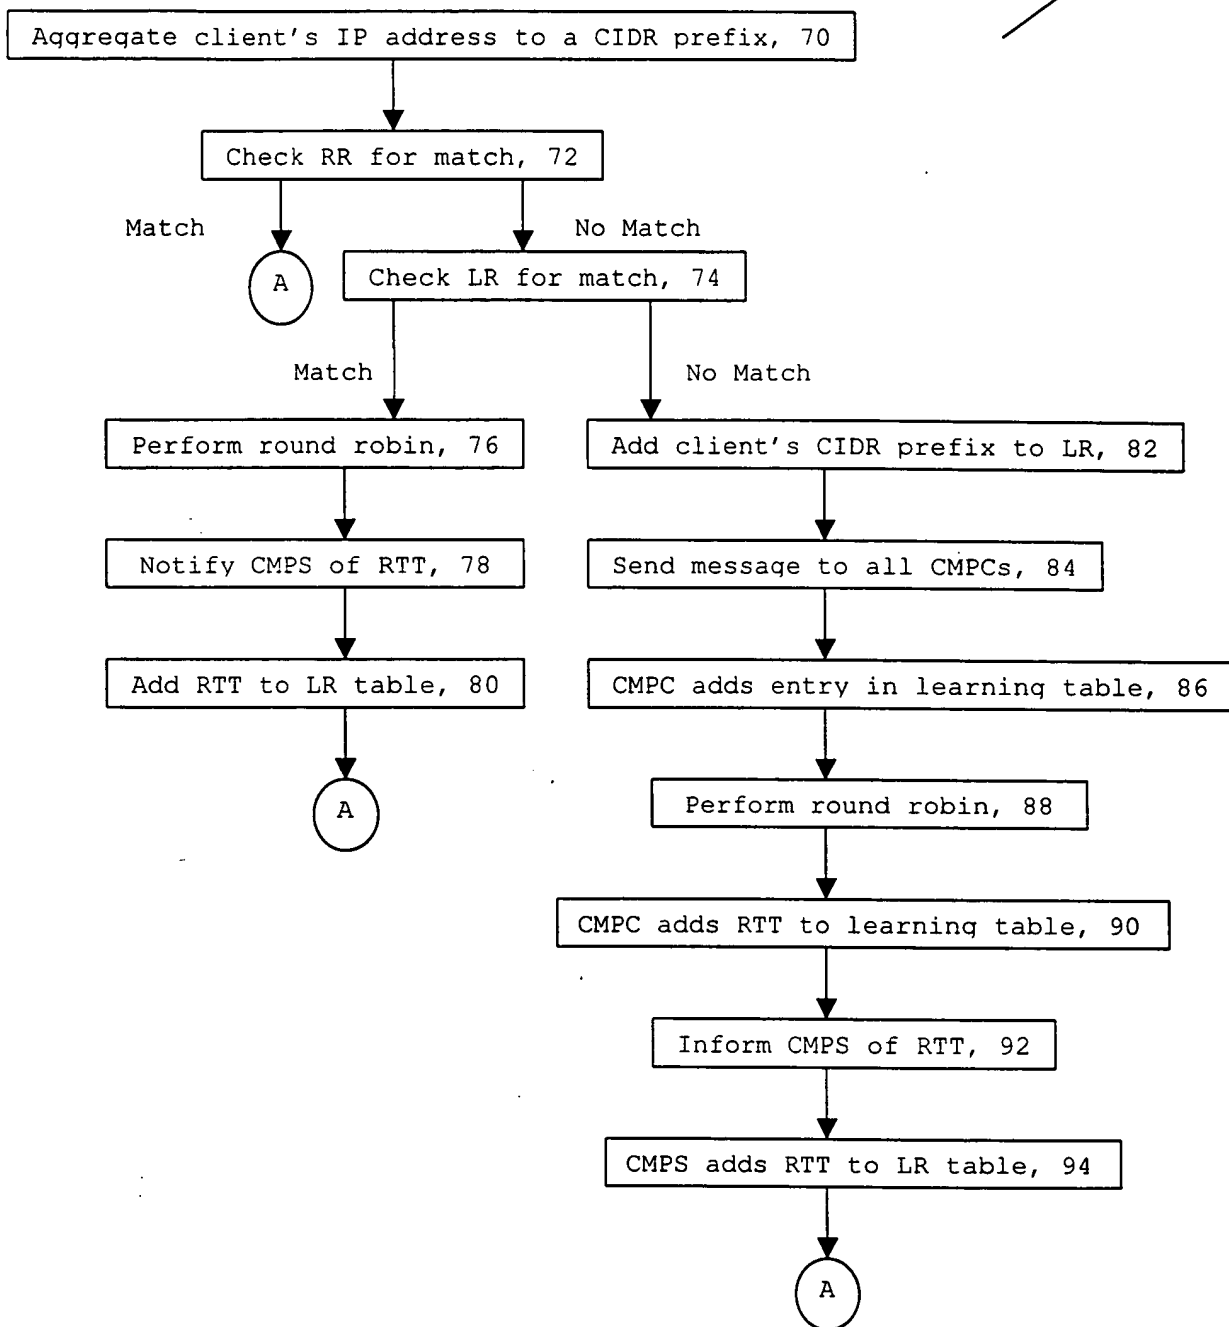 Aggregate client's IP address to a CIDR prefix, 70
Check RR for match, 72
Match
No Match
A
Check LR for match, 74
Match
No Match
Perform round robin, 76
Add client's CIDR prefix to LR, 82
Notify CMPS of RTT, 78
Send message to all CMPCs, 84
Add RTT to LR table, 80
CMPC adds entry in learning table, 86
A
Perform round robin, 88
CMPC adds RTT to learning table, 90
Inform CMPS of RTT, 92
CMPS adds RTT to LR table, 94
A